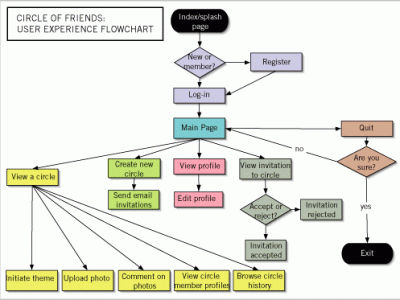 CIRCLE OF FRIENDS:
USER EXPERIENCE FLOWCHART
Index/splash
page
New or
member?
Register
Log-in
Main Page
Quit
no
Are you
sure?
View a circle
Create new
circle
View profile
View invitation
to circle
Send email
invitations
Edit profile
Accept or
reject?
Invitation
rejected
yes
Invitation
accepted
Exit
Initiate theme
Upload photo
Comment on
photos
View circle
member profiles
Browse circle
history